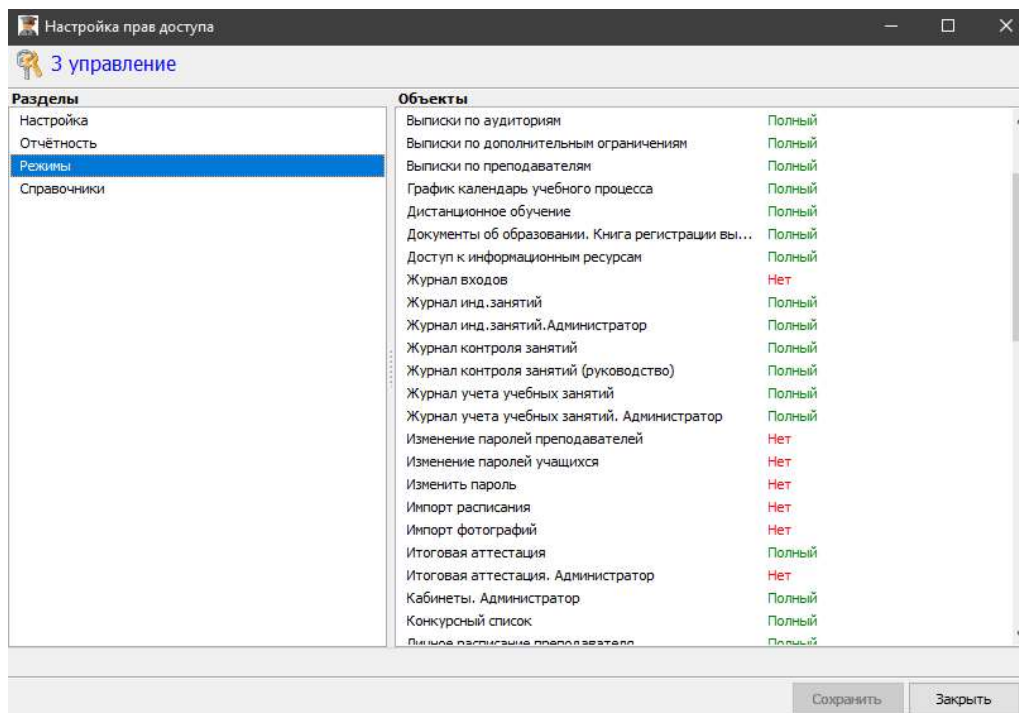 Настройка прав доступа
3 управление
Разделы
Настройка
Отчётность
Режимы
Справочники
Объекты
Выписки по аудиториям Полный
Выписки по дополнительным ограничениям Полный
Выписки по преподавателям Полный
График календарь учебного процесса Полный
Дистанционное обучение Полный
Документы об образовании. Книга регистрации вы... Полный
Доступ к информационным ресурсам Полный
Журнал входов Нет
Журнал инд.занятий Полный
Журнал инд.занятий.Администратор Полный
Журнал контроля занятий Полный
Журнал контроля занятий (руководство) Полный
Журнал учета учебных занятий Полный
Журнал учета учебных занятий. Администратор Полный
Изменение паролей преподавателей Нет
Изменение паролей учащихся Нет
Изменить пароль Нет
Импорт расписания Нет
Импорт фотографий Нет
Итоговая аттестация Полный
Итоговая аттестация. Администратор Нет
Кабинеты. Администратор Полный
Конкурсный список Полный
Личное расписание преподавателя Полный
Сохранить Закрыть